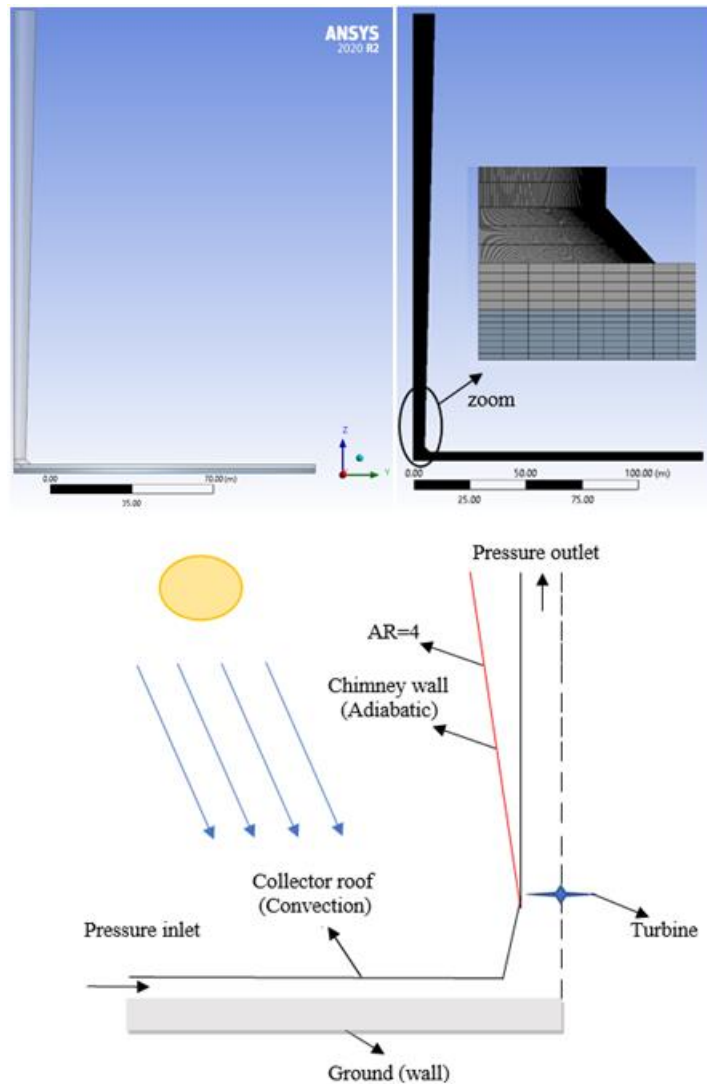 ANSYS
2020 R2
zoom
Z
Y
0.00
70.00 (m)
35.00
0.00
50.00
100.00 (m)
25.00
75.00
Pressure outlet
AR=4
Chimney wall
(Adiabatic)
Collector roof
(Convection)
Pressure inlet
Turbine
Ground (wall)